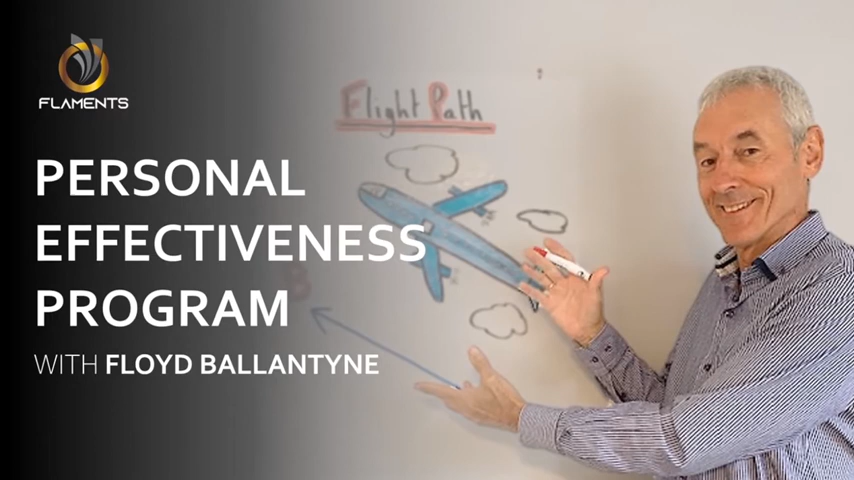 FLAMENTS
Flight Path
PERSONAL
EFFECTIVENESS
PROGRAM
B
WITH FLOYD BALLANTYNE